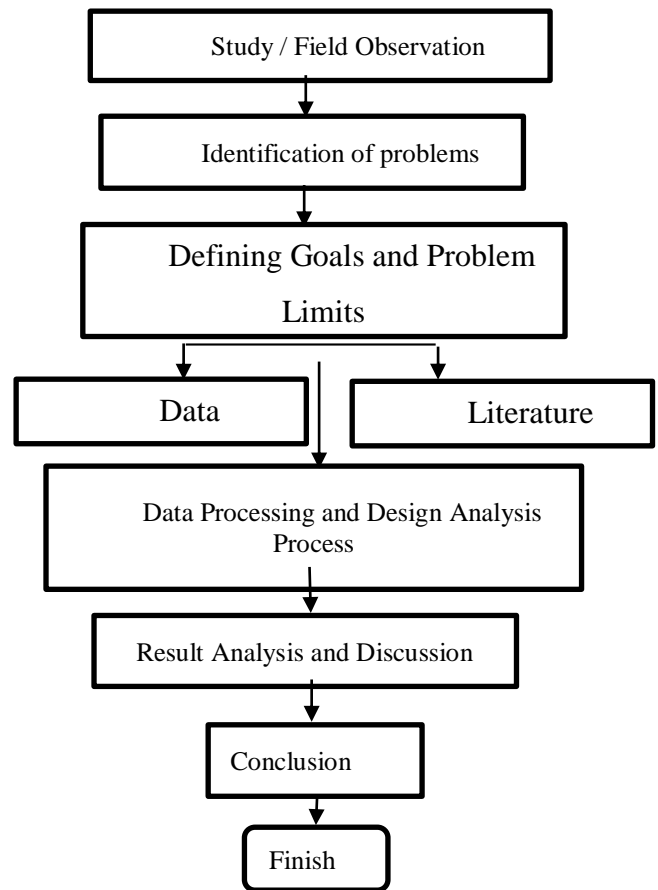 Study / Field Observation
Identification of problems
Defining Goals and Problem
Limits
Data
Literature
Data Processing and Design Analysis
Process
Result Analysis and Discussion
Conclusion
Finish